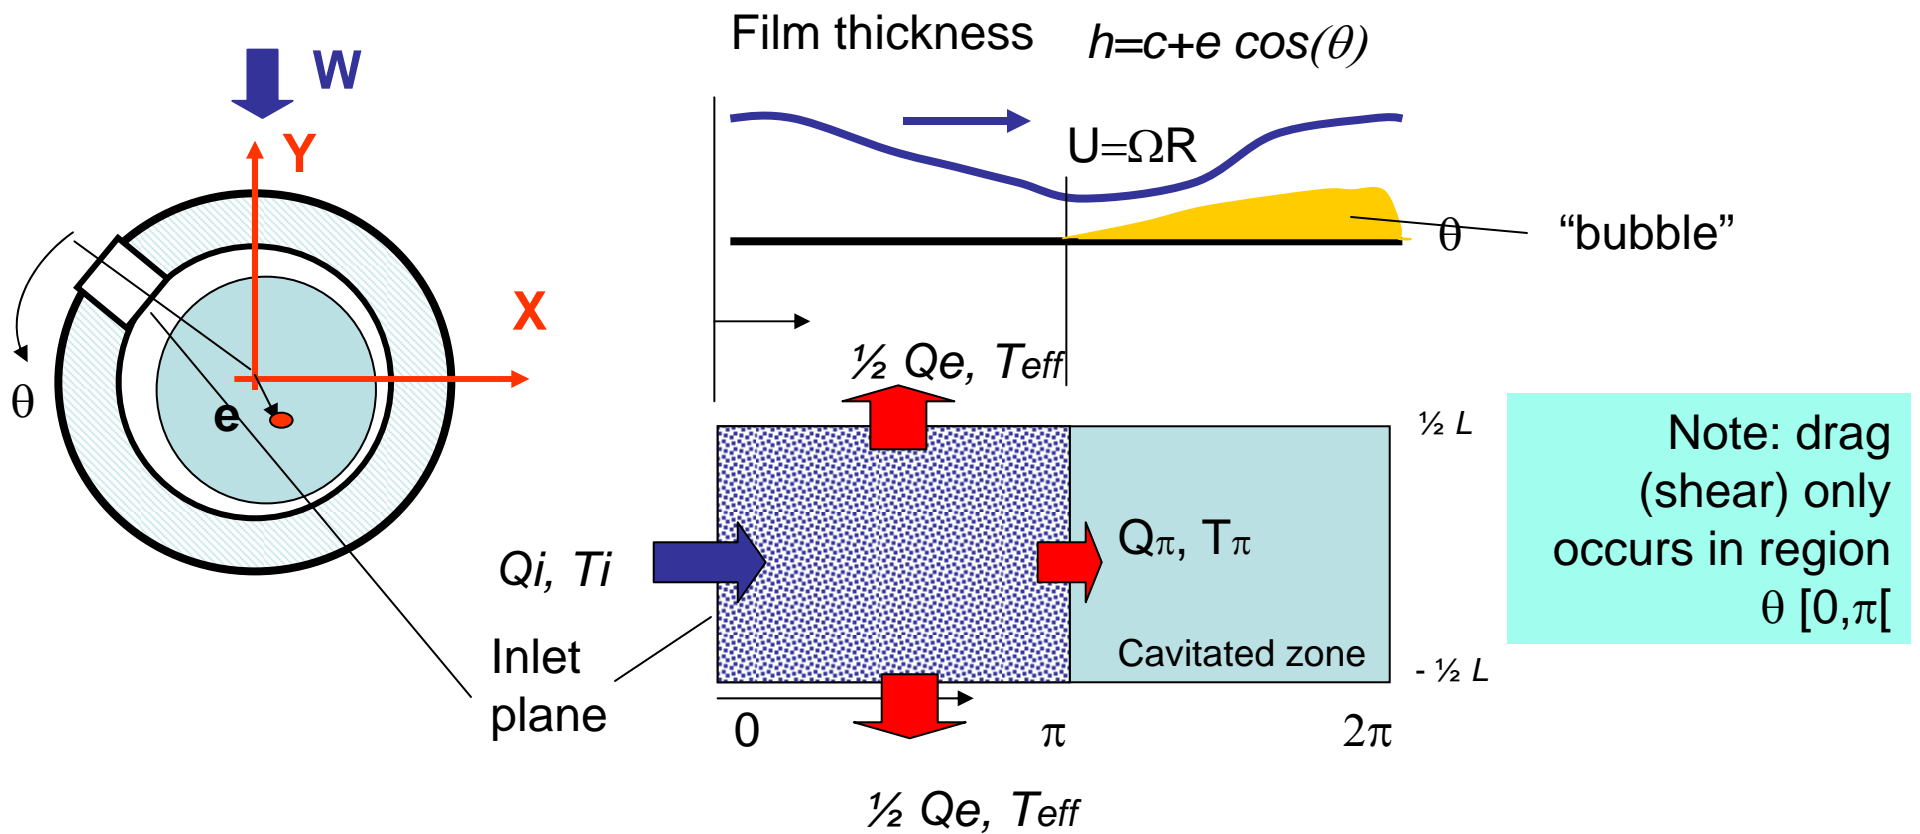 Film thickness h=c+e cos(θ)
W
Y
U=ΩR
X
θ
“bubble”
e
θ
½ Qe, Teff
½ L
Note: drag
(shear) only
occurs in region
θ [0,π[
Qi, Ti
Qπ, Tπ
Inlet
plane
Cavitated zone
- ½ L
0
π
2π
½ Qe, Teff